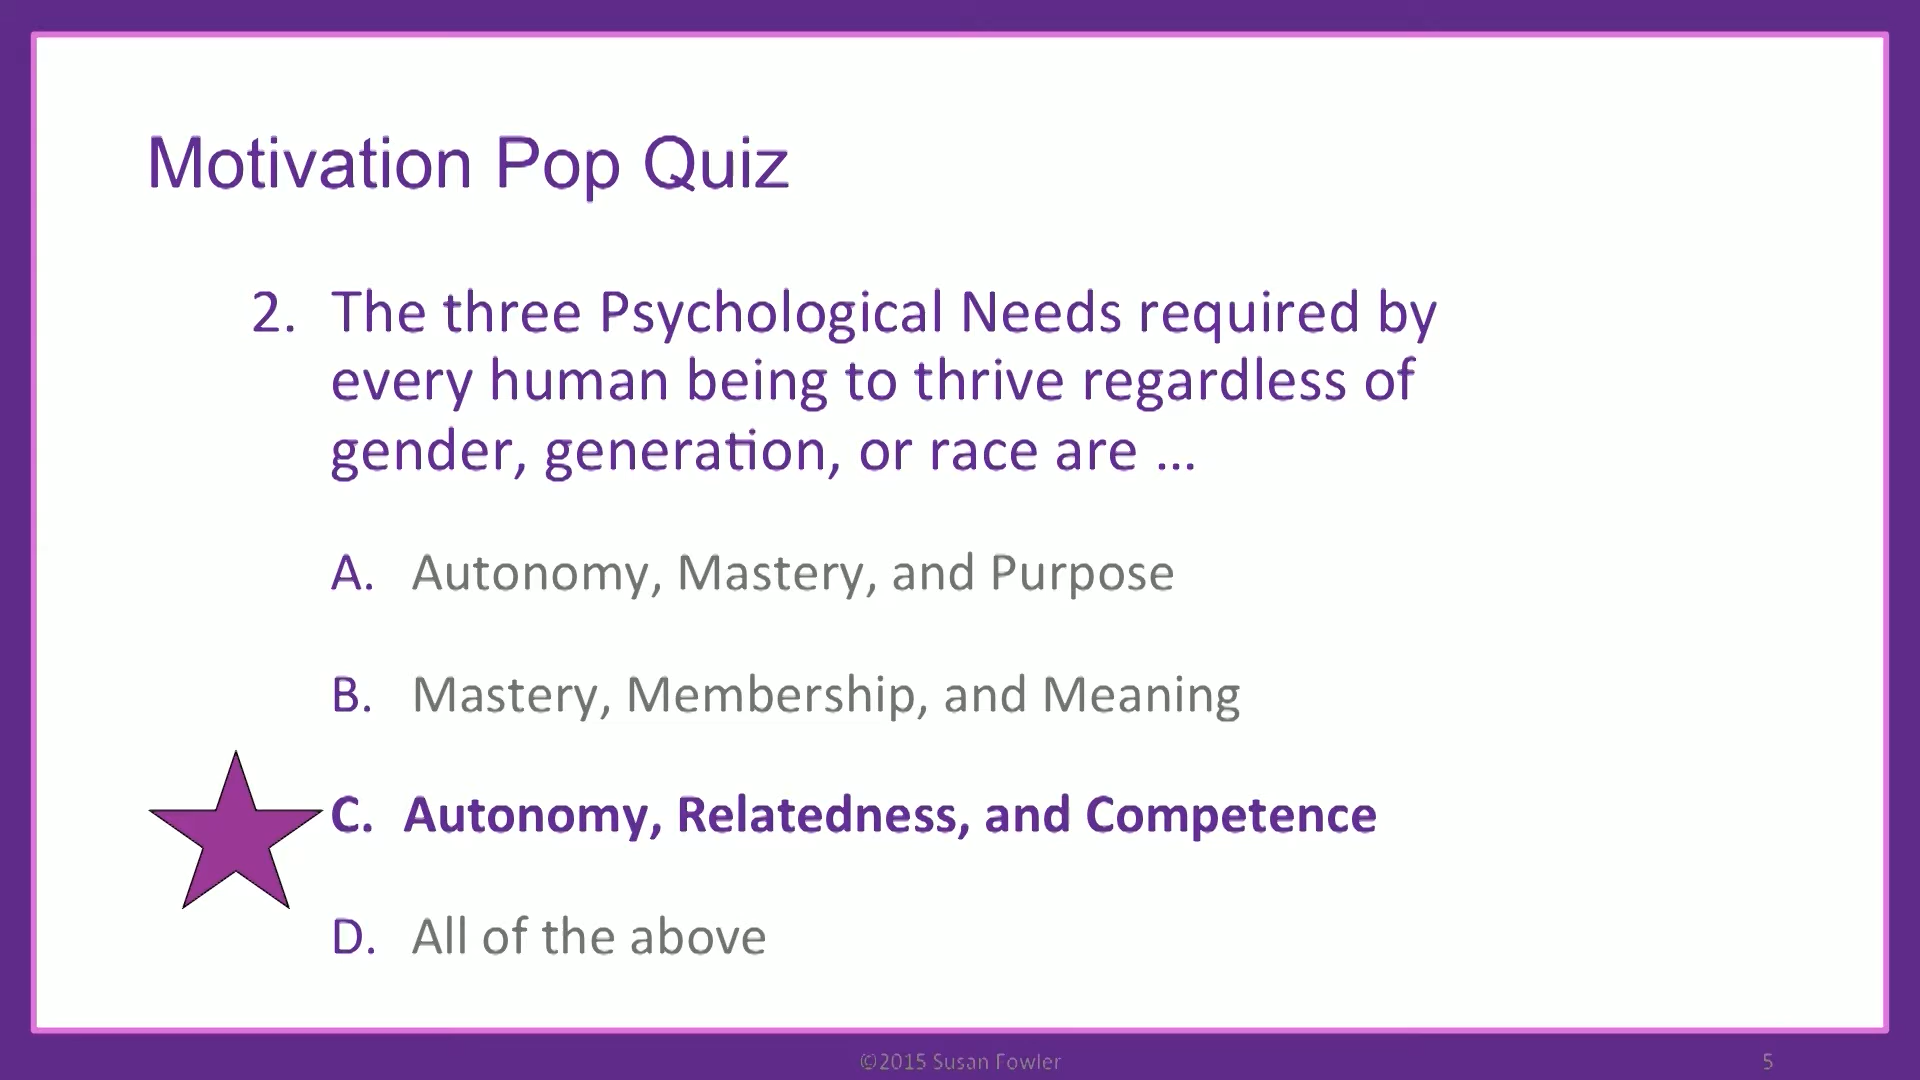 Motivation Pop Quiz
2. The three Psychological Needs required by
every human being to thrive regardless of
gender, generation, or race are ...
A. Autonomy, Mastery, and Purpose
B. Mastery, Membership, and Meaning
C. Autonomy, Relatedness, and Competence
D. All of the above
©2015 Susan Fowler
5